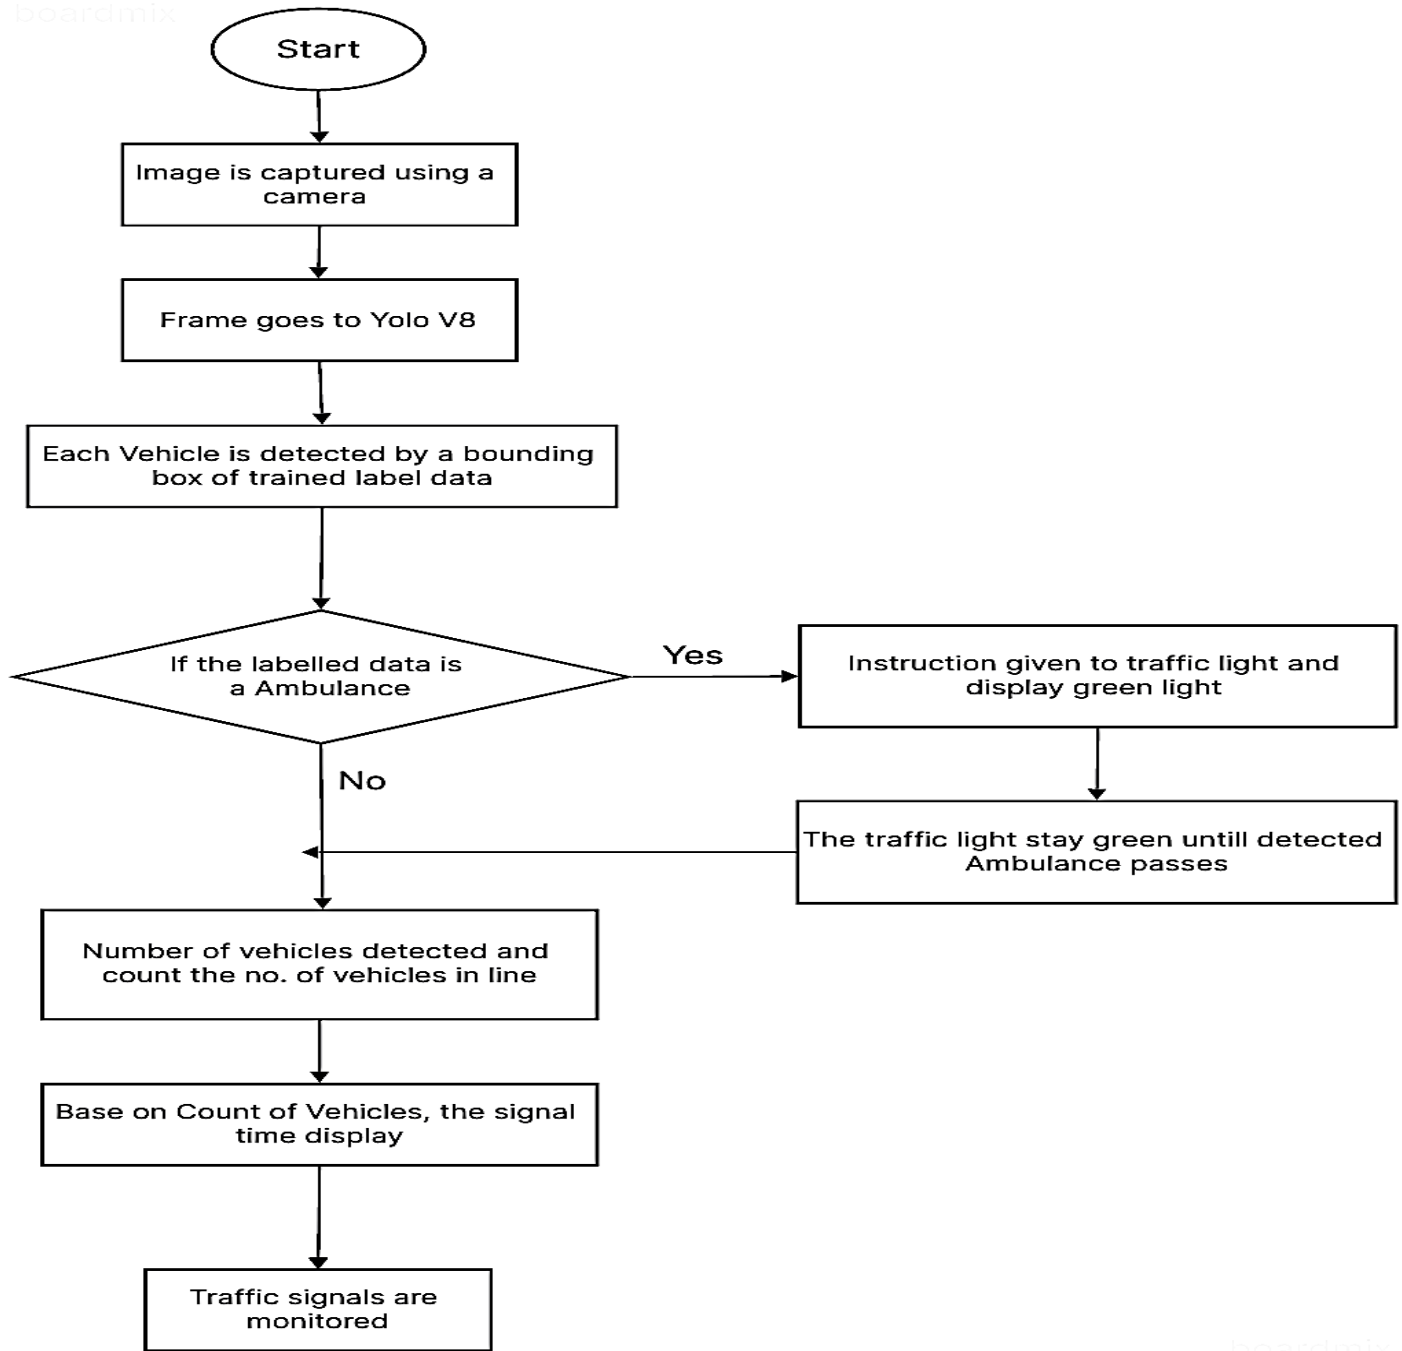 boardmix
Start
Image is captured using a
camera
Frame goes to Yolo V8
Each Vehicle is detected by a bounding
box of trained label data
If the labelled data is
a Ambulance
Yes
Instruction given to traffic light and
display green light
No
The traffic light stay green untill detected
Ambulance passes
Number of vehicles detected and
count the no. of vehicles in line
Base on Count of Vehicles, the signal
time display
Traffic signals are
monitored
boardmix